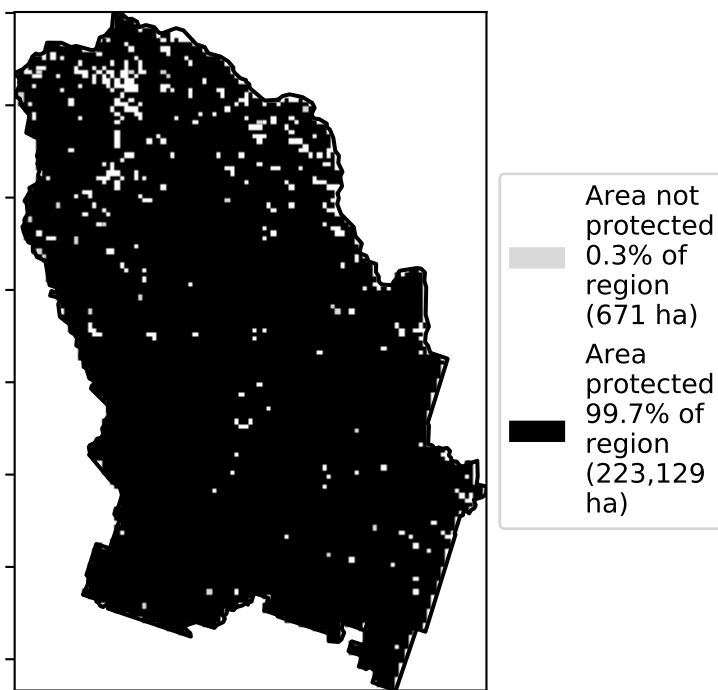 Area not
protected
0.3% of
region
(671 ha)
Area
protected
99.7% of
region
(223,129
ha)